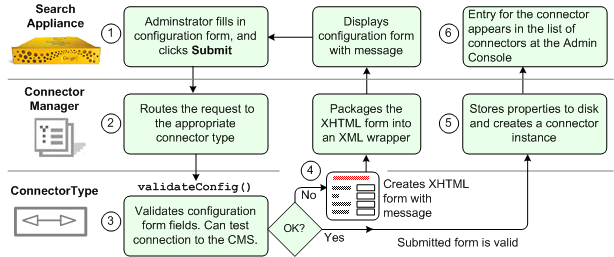 Search
Appliance
Google
1
Adminstrator fills in
configuration form, and
clicks Submit
Displays
configuration form
with message
6
Entry for the connector
appears in the list of
connectors at the Admin
Console
Connector
Manager
2
Routes the request to
the appropriate
connector type
Packages the
XHTML form into
an XML wrapper
5
Stores properties to disk
and creates a connector
instance
ConnectorType
validateConfig()
3
Validates configuration
form fields. Can test
connection to the CMS.
OK?
No
4
Creates XHTML
form with
message
Yes
Submitted form is valid